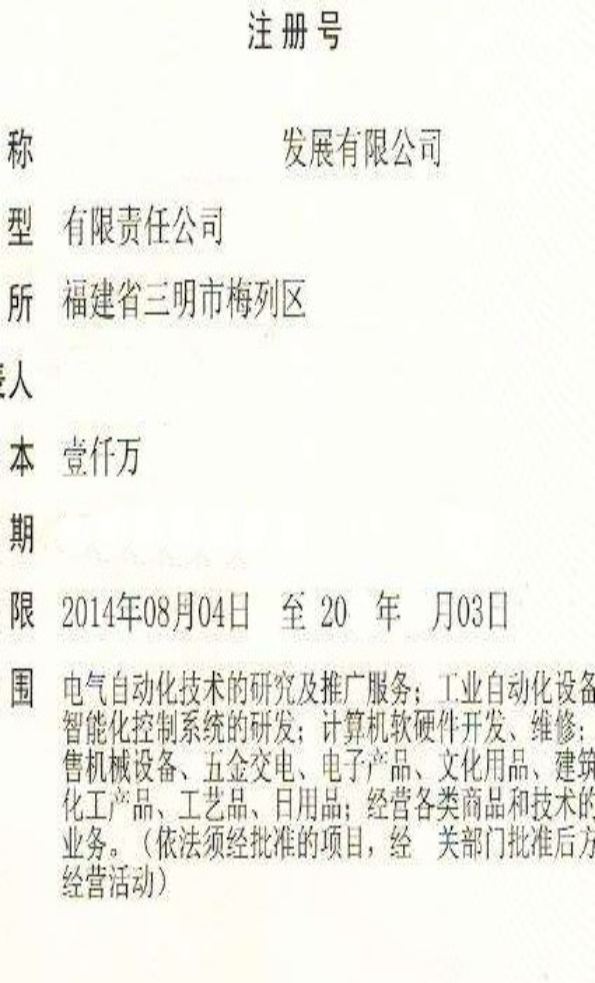 注册号
称 发展有限公司
型 有限责任公司
所 福建省三明市梅列区
人
本 壹仟万
期
限 2014年08月04日 至 20 年 月03日
围 电气自动化技术的研究及推广服务；工业自动化设备
智能化控制系统的研发；计算机软硬件开发、维修；
售机械设备、五金交电、电子产品、文化用品、建筑
化工产品、工艺品、日用品；经营各类商品和技术的
业务。（依法须经批准的项目，经 关部门批准后方
经营活动）